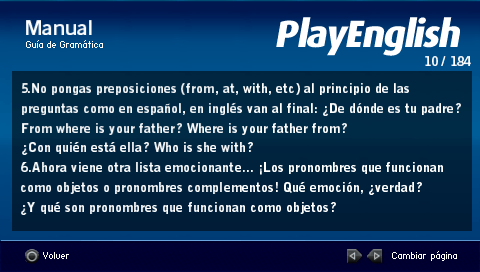 Manual
Guía de Gramática
PlayEnglish
10 / 184
5.No pongas preposiciones (from, at, with, etc) al principio de las
preguntas como en español, en inglés van al final: ¿De dónde es tu padre?
From where is your father? Where is your father from?
¿Con quién está ella? Who is she with?
6.Ahora viene otra lista emocionante... ¡Los pronombres que funcionan
como objetos o pronombres complementos! Qué emoción, ¿verdad?
¿Y qué son pronombres que funcionan como objetos?
Volver
Cambiar página